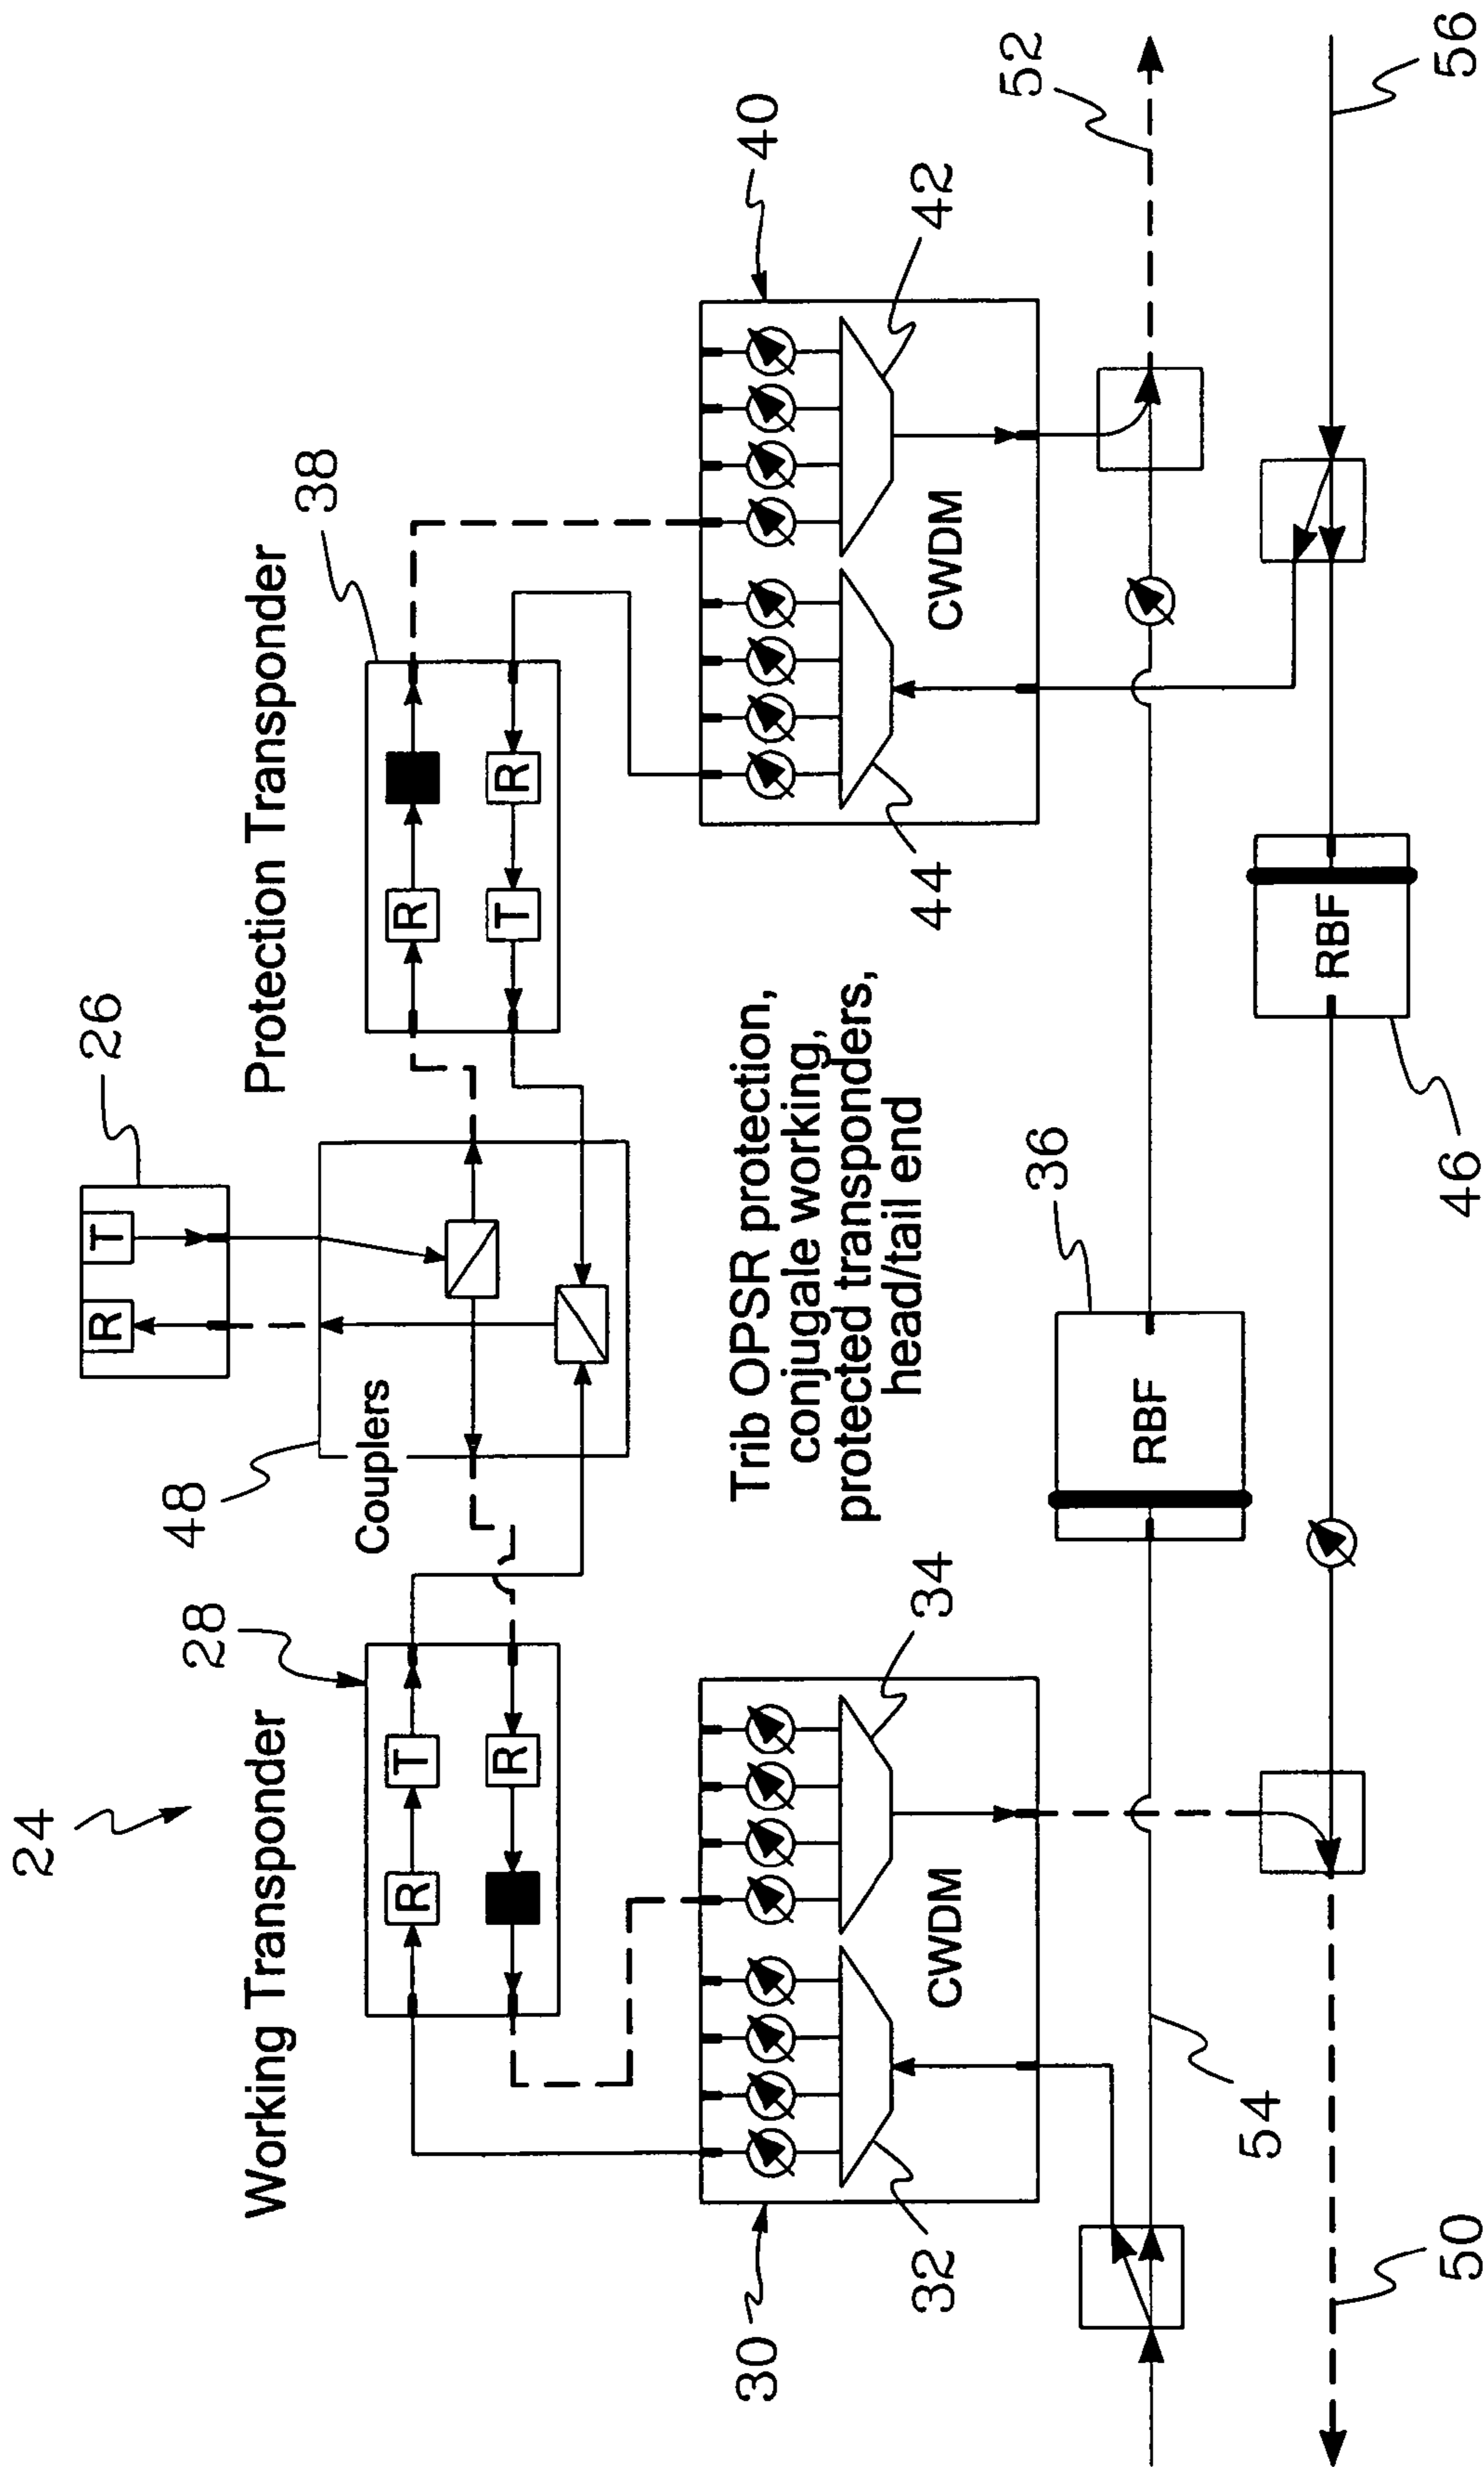 24
Working Transponder
28
R
T
R
48
Couplers
26
R
T
Protection Transponder
38
R
R
T
Trib OPSR protection,
conjugale working,
protected transponders,
head/tail end
30
32
34
CWDM
40
42
44
CWDM
52
36
RBF
54
56
RBF
46
50